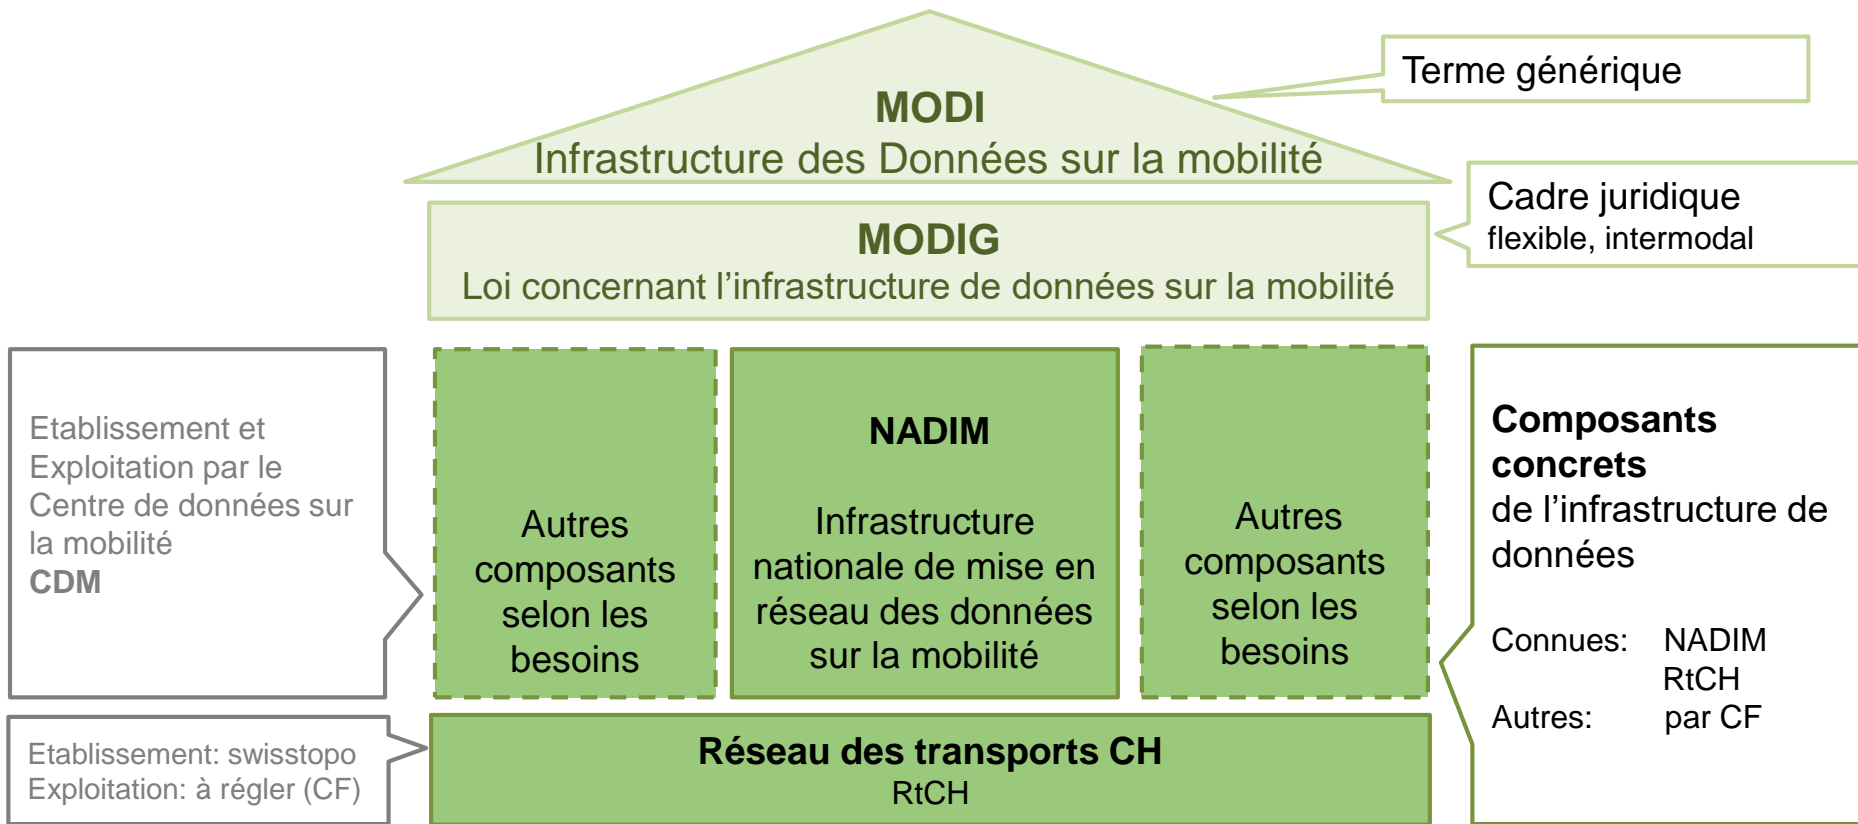 MODI
Infrastructure des Données sur la mobilité
Terme générique
MODIG
Loi concernant l’infrastructure de données sur la mobilité
Cadre juridique
flexible, intermodal
Etablissement et
Exploitation par le
Centre de données sur
la mobilité
CDM
Autres
composants
selon les
besoins
NADIM
Infrastructure
nationale de mise en
réseau des données
sur la mobilité
Autres
composants
selon les
besoins
Composants
concrets
de l’infrastructure de
données
Connues: NADIM
RtCH
Autres: par CF
Etablissement: swisstopo
Exploitation: à régler (CF)
Réseau des transports CH
RtCH